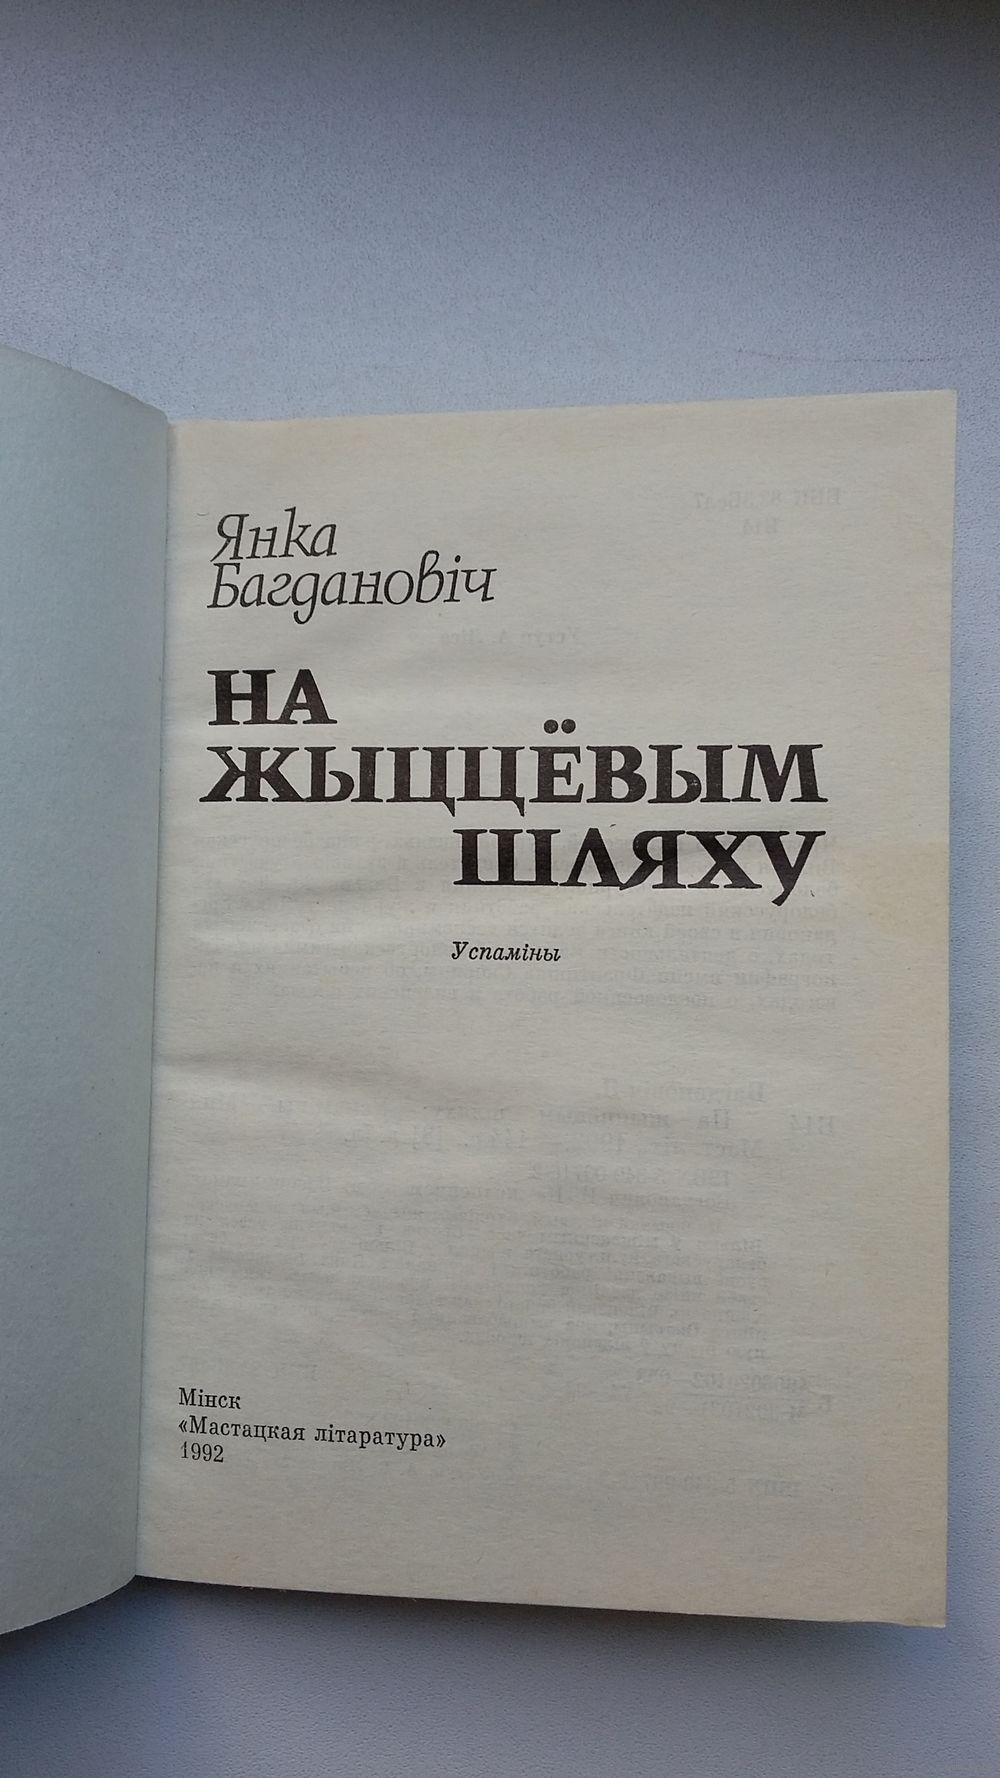 Янка
Багдановіч
НА
ЖЫЦЦЁВЫМ
ШЛЯХУ
Успаміны
Мінск
«Мастацкая літаратура»
1992